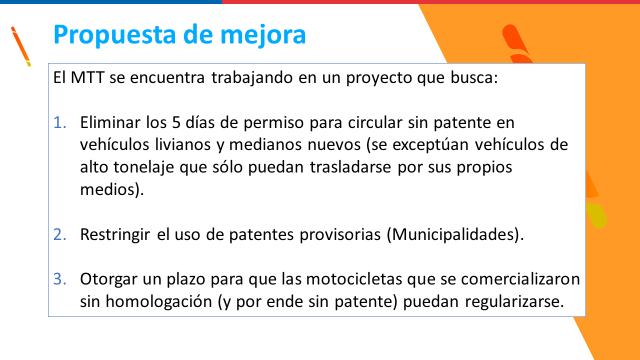 Propuesta de mejora
El MTT se encuentra trabajando en un proyecto que busca:
1. Eliminar los 5 días de permiso para circular sin patente en
vehículos livianos y medianos nuevos (se exceptúan vehículos de
alto tonelaje que sólo puedan trasladarse por sus propios
medios).
2. Restringir el uso de patentes provisorias (Municipalidades).
3. Otorgar un plazo para que las motocicletas que se comercializaron
sin homologación (y por ende sin patente) puedan regularizarse.